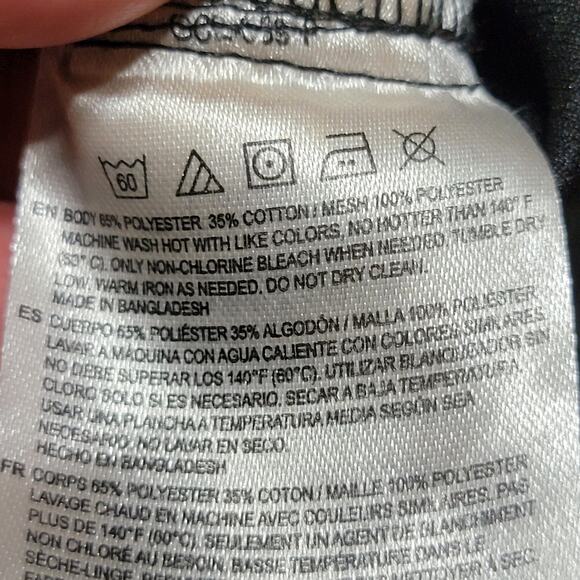 60
EN BODY 65% POLYESTER 35% COTTON / MESH 100% POLYESTER
MACHINE WASH HOT WITH LIKE COLORS, NO HOTTER THAN 140° F
(60° C). ONLY NON-CHLORINE BLEACH WHEN NEEDED. TUMBLE DRY
LOW. WARM IRON AS NEEDED. DO NOT DRY CLEAN.
MADE IN BANGLADESH
ES CUERPO 65% POLIÉSTER 35% ALGODÓN / MALLA 100% POLIÉSTER
LAVAR A MÁQUINA CON AGUA CALIENTE CON COLORES SIMILARES.
NO DEBE SUPERAR LOS 140°F (60°C). UTILIZAR BLANQUEADOR SIN
CLORO SOLO SI ES NECESARIO. SECAR A BAJA TEMPERATURA.
USAR UNA PLANCHA A TEMPERATURA MEDIA SEGÚN SEA
NECESARIO. NO LAVAR EN SECO.
HECHO EN BANGLADESH
FR CORPS 65% POLYESTER 35% COTON / MAILLE 100% POLYESTER
LAVAGE CHAUD EN MACHINE AVEC COULEURS SIMILAIRES. PAS
PLUS DE 140°F (60°C). SEULEMENT UN AGENT DE BLANCHIMENT
NON CHLORÉ AU BESOIN. BASSE TEMPÉRATURE DANS LE
SÈCHE-LINGE. À SEC.